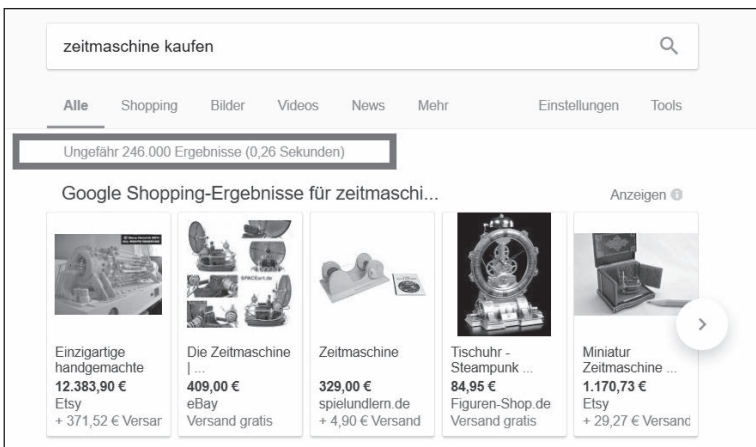 zeitmaschine kaufen
Alle Shopping Bilder Videos News Mehr Einstellungen Tools
Ungefähr 246.000 Ergebnisse (0,26 Sekunden)
Google Shopping-Ergebnisse für zeitmaschi... Anzeigen
SPACEart.de
Einzigartige
handgemachte
12.383,90 €
Etsy
+ 371,52 € Versar
Die Zeitmaschine
| ...
409,00 €
eBay
Versand gratis
Zeitmaschine
329,00 €
spielundlern.de
+ 4,90 € Versand
Tischuhr -
Steampunk ...
84,95 €
Figuren-Shop.de
Versand gratis
Miniatur
Zeitmaschine ...
1.170,73 €
Etsy
+ 29,27 € Versand